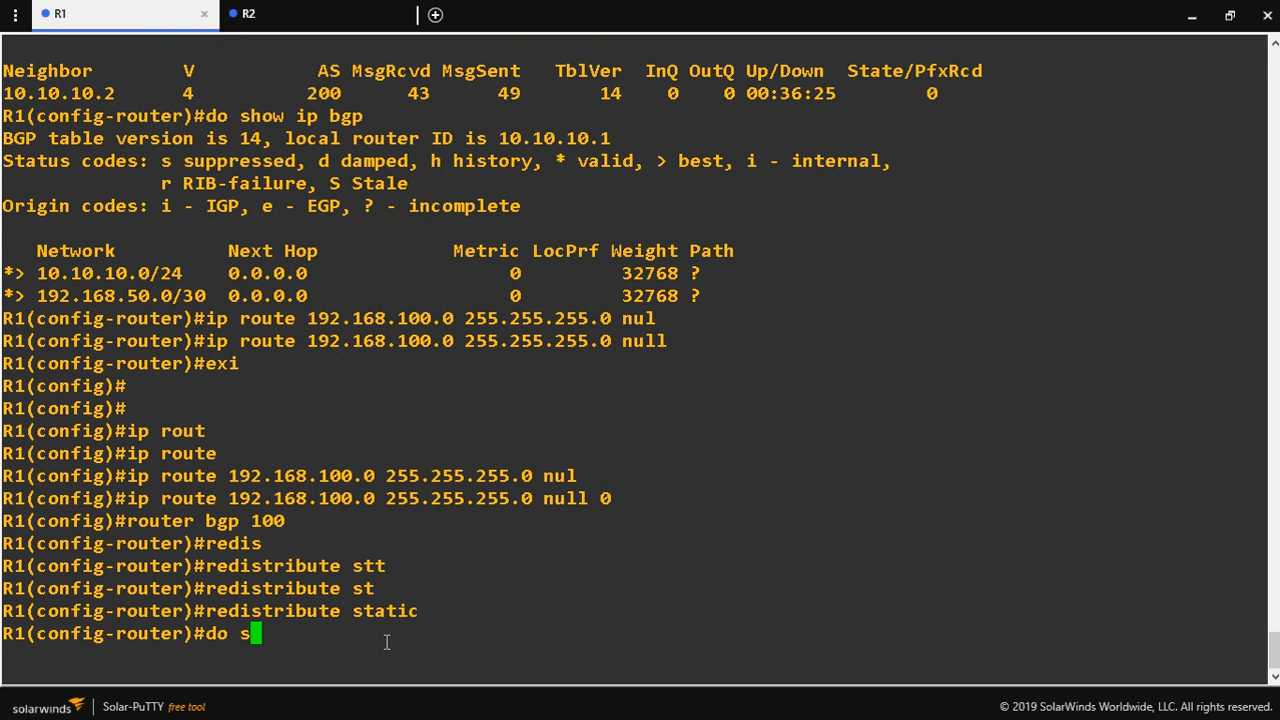 R1
R2
Neighbor V AS MsgRcvd MsgSent TblVer InQ OutQ Up/Down State/PfxRcd
10.10.10.2 4 200 43 49 14 0 0 00:36:25 0
R1(config-router)#do show ip bgp
BGP table version is 14, local router ID is 10.10.10.1
Status codes: s suppressed, d damped, h history, * valid, > best, i - internal,
r RIB-failure, S Stale
Origin codes: i - IGP, e - EGP, ? - incomplete
Network Next Hop Metric LocPrf Weight Path
*> 10.10.10.0/24 0.0.0.0 0 32768 ?
*> 192.168.50.0/30 0.0.0.0 0 32768 ?
R1(config-router)#ip route 192.168.100.0 255.255.255.0 nul
R1(config-router)#ip route 192.168.100.0 255.255.255.0 null
R1(config-router)#exi
R1(config)#
R1(config)#
R1(config)#ip rout
R1(config)#ip route
R1(config)#ip route 192.168.100.0 255.255.255.0 nul
R1(config)#ip route 192.168.100.0 255.255.255.0 null 0
R1(config)#router bgp 100
R1(config-router)#redis
R1(config-router)#redistribute stt
R1(config-router)#redistribute st
R1(config-router)#redistribute static
R1(config-router)#do s
solarwinds Solar-PuTTY free tool © 2019 SolarWinds Worldwide, LLC. All rights reserved.